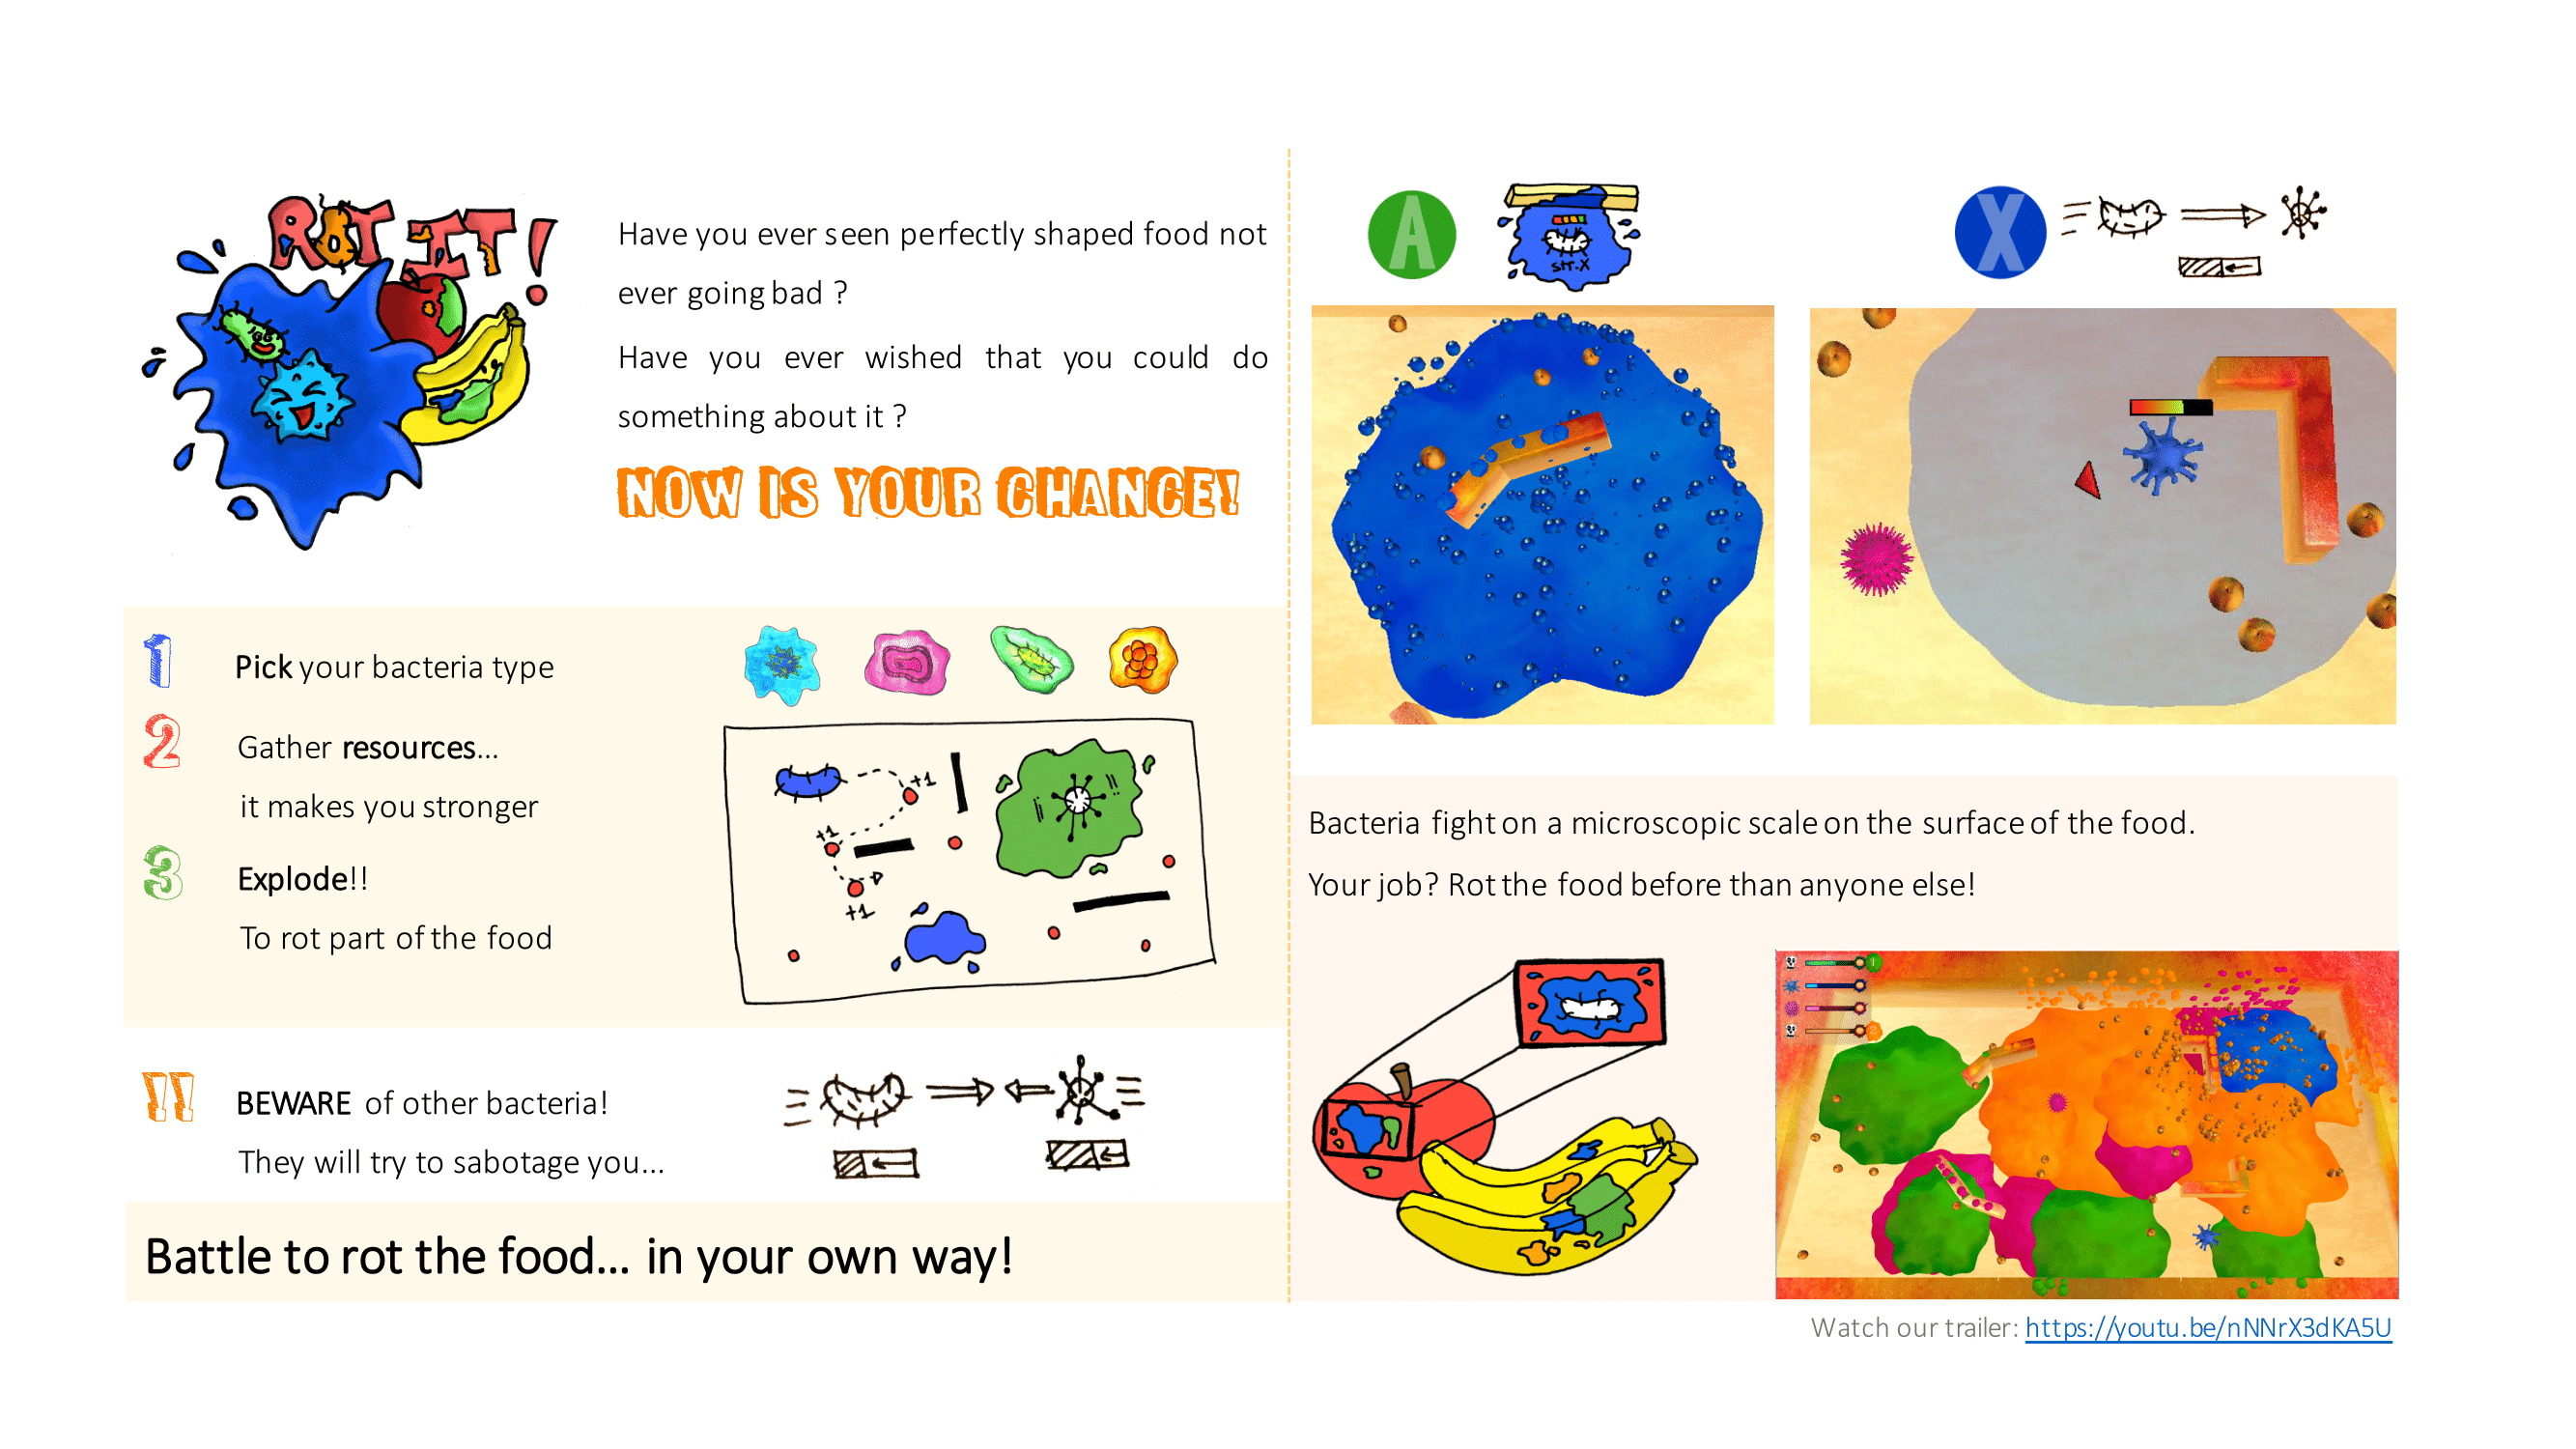 ROT IT!
Have you ever seen perfectly shaped food not
ever going bad ?
Have you ever wished that you could do
something about it ?
NOW IS YOUR CHANCE!
1 Pick your bacteria type
2 Gather resources...
it makes you stronger
3 Explode!!
To rot part of the food
+1
+1
+1
!! BEWARE of other bacteria!
They will try to sabotage you...
Battle to rot the food... in your own way!
A
X
Bacteria fight on a microscopic scale on the surface of the food.
Your job? Rot the food before than anyone else!
Watch our trailer: https://youtu.be/nNNrX3dKA5U